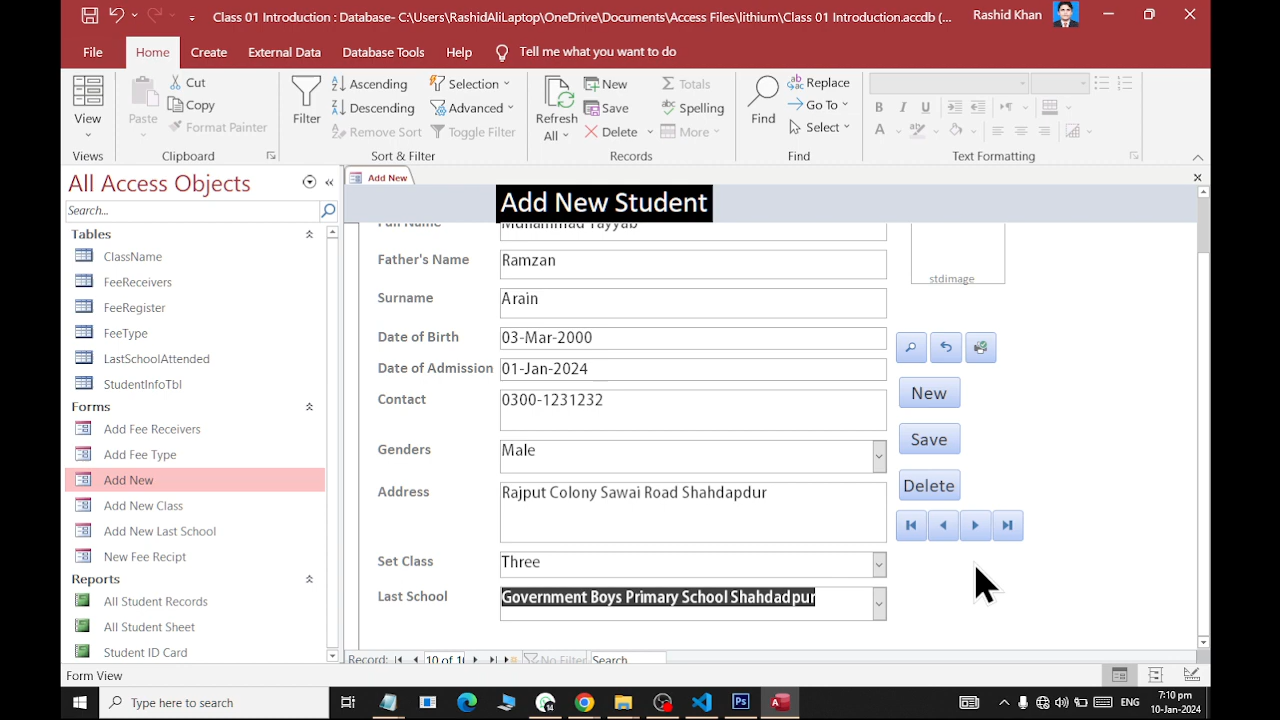 Class 01 Introduction : Database- C:\Users\RashidAliLaptop\OneDrive\Documents\Access Files\lithium\Class 01 Introduction.accdb (... Rashid Khan
File Home Create External Data Database Tools Help Tell me what you want to do
View
Views
Paste
Cut
Copy
Format Painter
Clipboard
Filter
Ascending
Descending
Remove Sort
Selection
Advanced
Toggle Filter
Sort & Filter
Refresh
All
New
Save
Delete
Totals
Spelling
More
Records
Find
Replace
Go To
Select
Find
B I U
A
Text Formatting
All Access Objects
Search...
Tables
ClassName
FeeReceivers
FeeRegister
FeeType
LastSchoolAttended
StudentInfoTbl
Forms
Add Fee Receivers
Add Fee Type
Add New
Add New Class
Add New Last School
New Fee Recipt
Reports
All Student Records
All Student Sheet
Student ID Card
Add New
Add New Student
Full Name Muhammad Tayyab
Father's Name Ramzan
Surname Arain
Date of Birth 03-Mar-2000
Date of Admission 01-Jan-2024
Contact 0300-1231232
Genders Male
Address Rajput Colony Sawai Road Shahdapdur
Set Class Three
Last School Government Boys Primary School Shahdadpur
stdimage
New
Save
Delete
Record: 10 of 1 No Filter Search
Form View
Type here to search
Ps
ENG
7:10 pm
10-Jan-2024